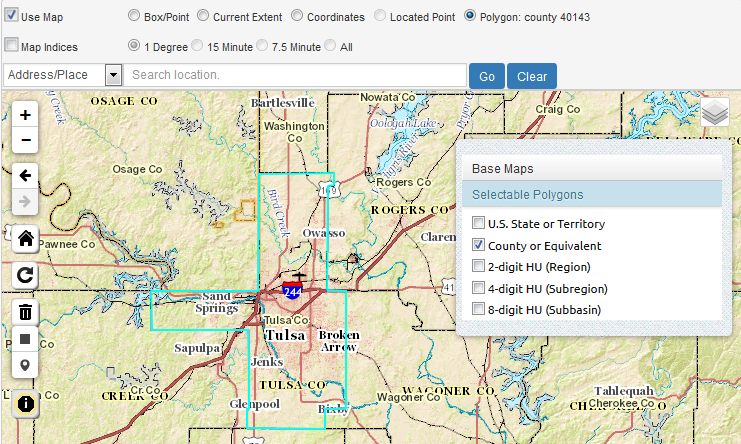 Use Map Box/Point Current Extent Coordinates Located Point Polygon: county 40143
Map Indices 1 Degree 15 Minute 7.5 Minute All
Address/Place Search location. Go Clear
OSAGE CO
Bartlesville
Nowata Co
Craig Co
Washington Co
Oologah Lake
Osage Co
Rogers Co
169
Bird Creek
ROGERS CO
Owasso
Claren
Pawnee Co
244
412
Sand Springs
Tulsa Co
Tulsa
Broken Arrow
Sapulpa
Jenks
TULSA CO
CREEK CO
Glenpool
Bixby
Wagoner Co
WAGONER CO
Tahlequah
Cherokee Co
Base Maps
Selectable Polygons
U.S. State or Territory
County or Equivalent
2-digit HU (Region)
4-digit HU (Subregion)
8-digit HU (Subbasin)